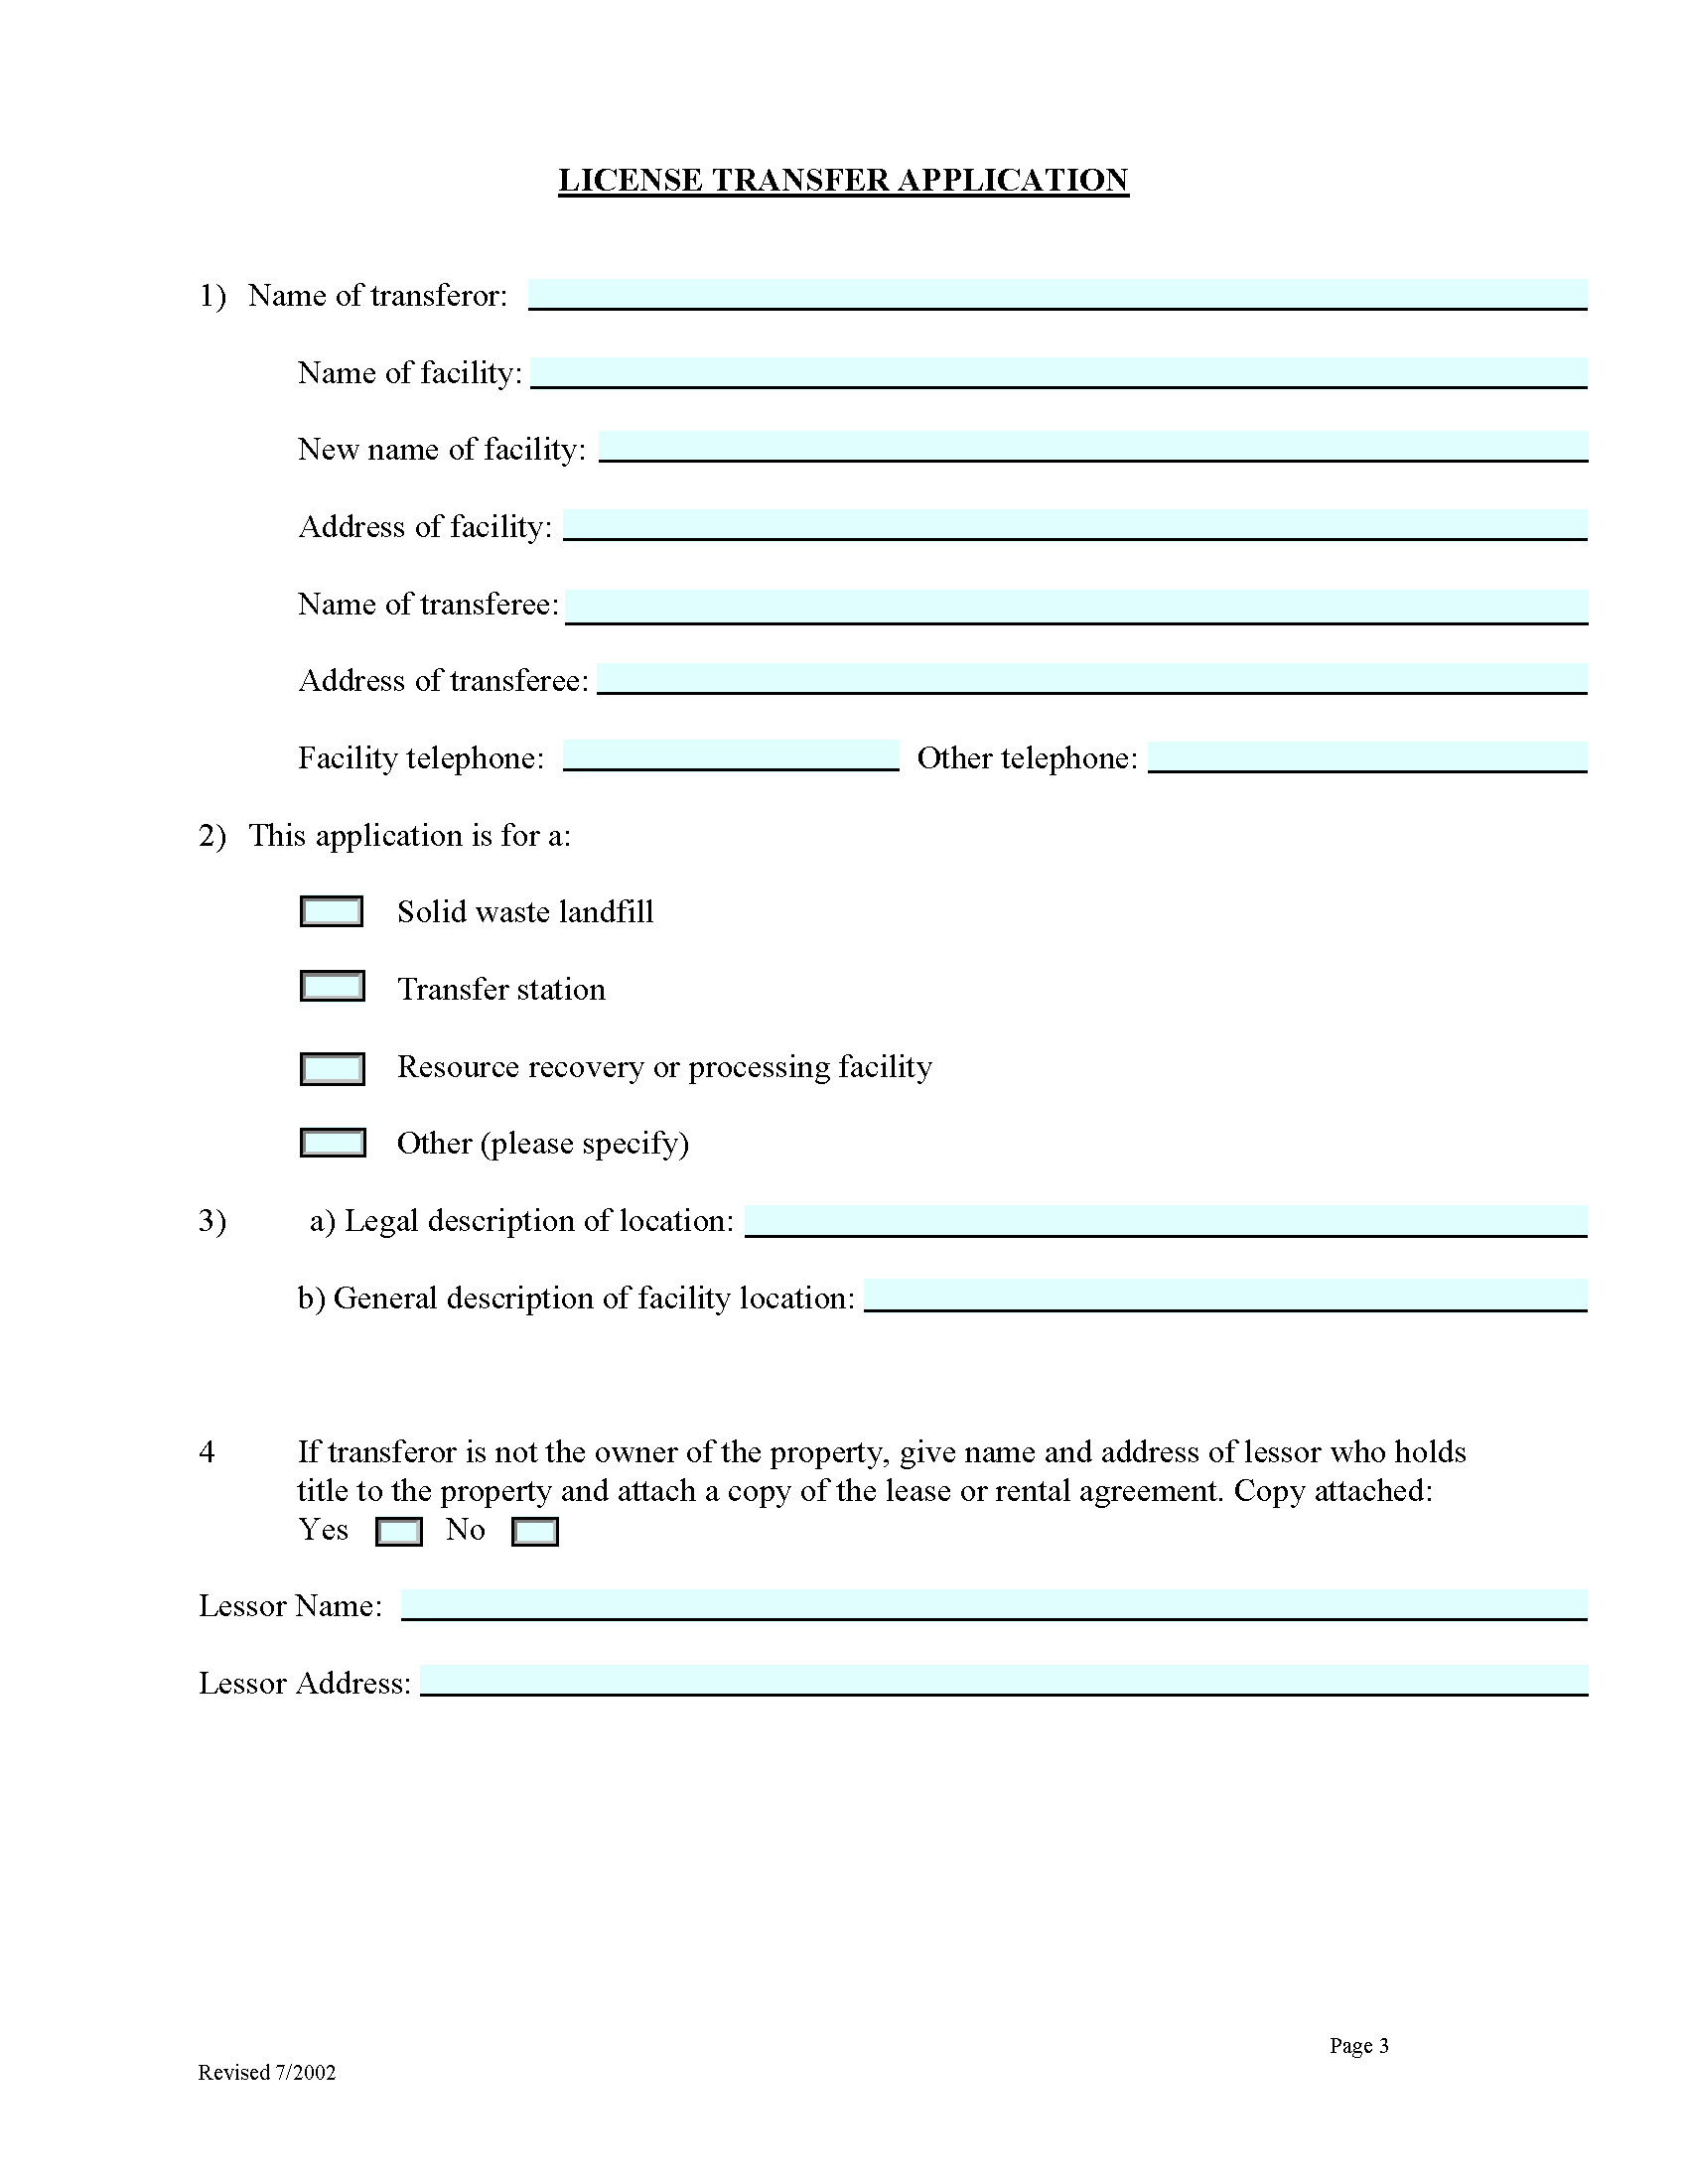 LICENSE TRANSFER APPLICATION
1) Name of transferor:
Name of facility:
New name of facility:
Address of facility:
Name of transferee:
Address of transferee:
Facility telephone: Other telephone:
2) This application is for a:
Solid waste landfill
Transfer station
Resource recovery or processing facility
Other (please specify)
3) a) Legal description of location:
b) General description of facility location:
4 If transferor is not the owner of the property, give name and address of lessor who holds
title to the property and attach a copy of the lease or rental agreement. Copy attached:
Yes No
Lessor Name:
Lessor Address:
Page 3
Revised 7/2002